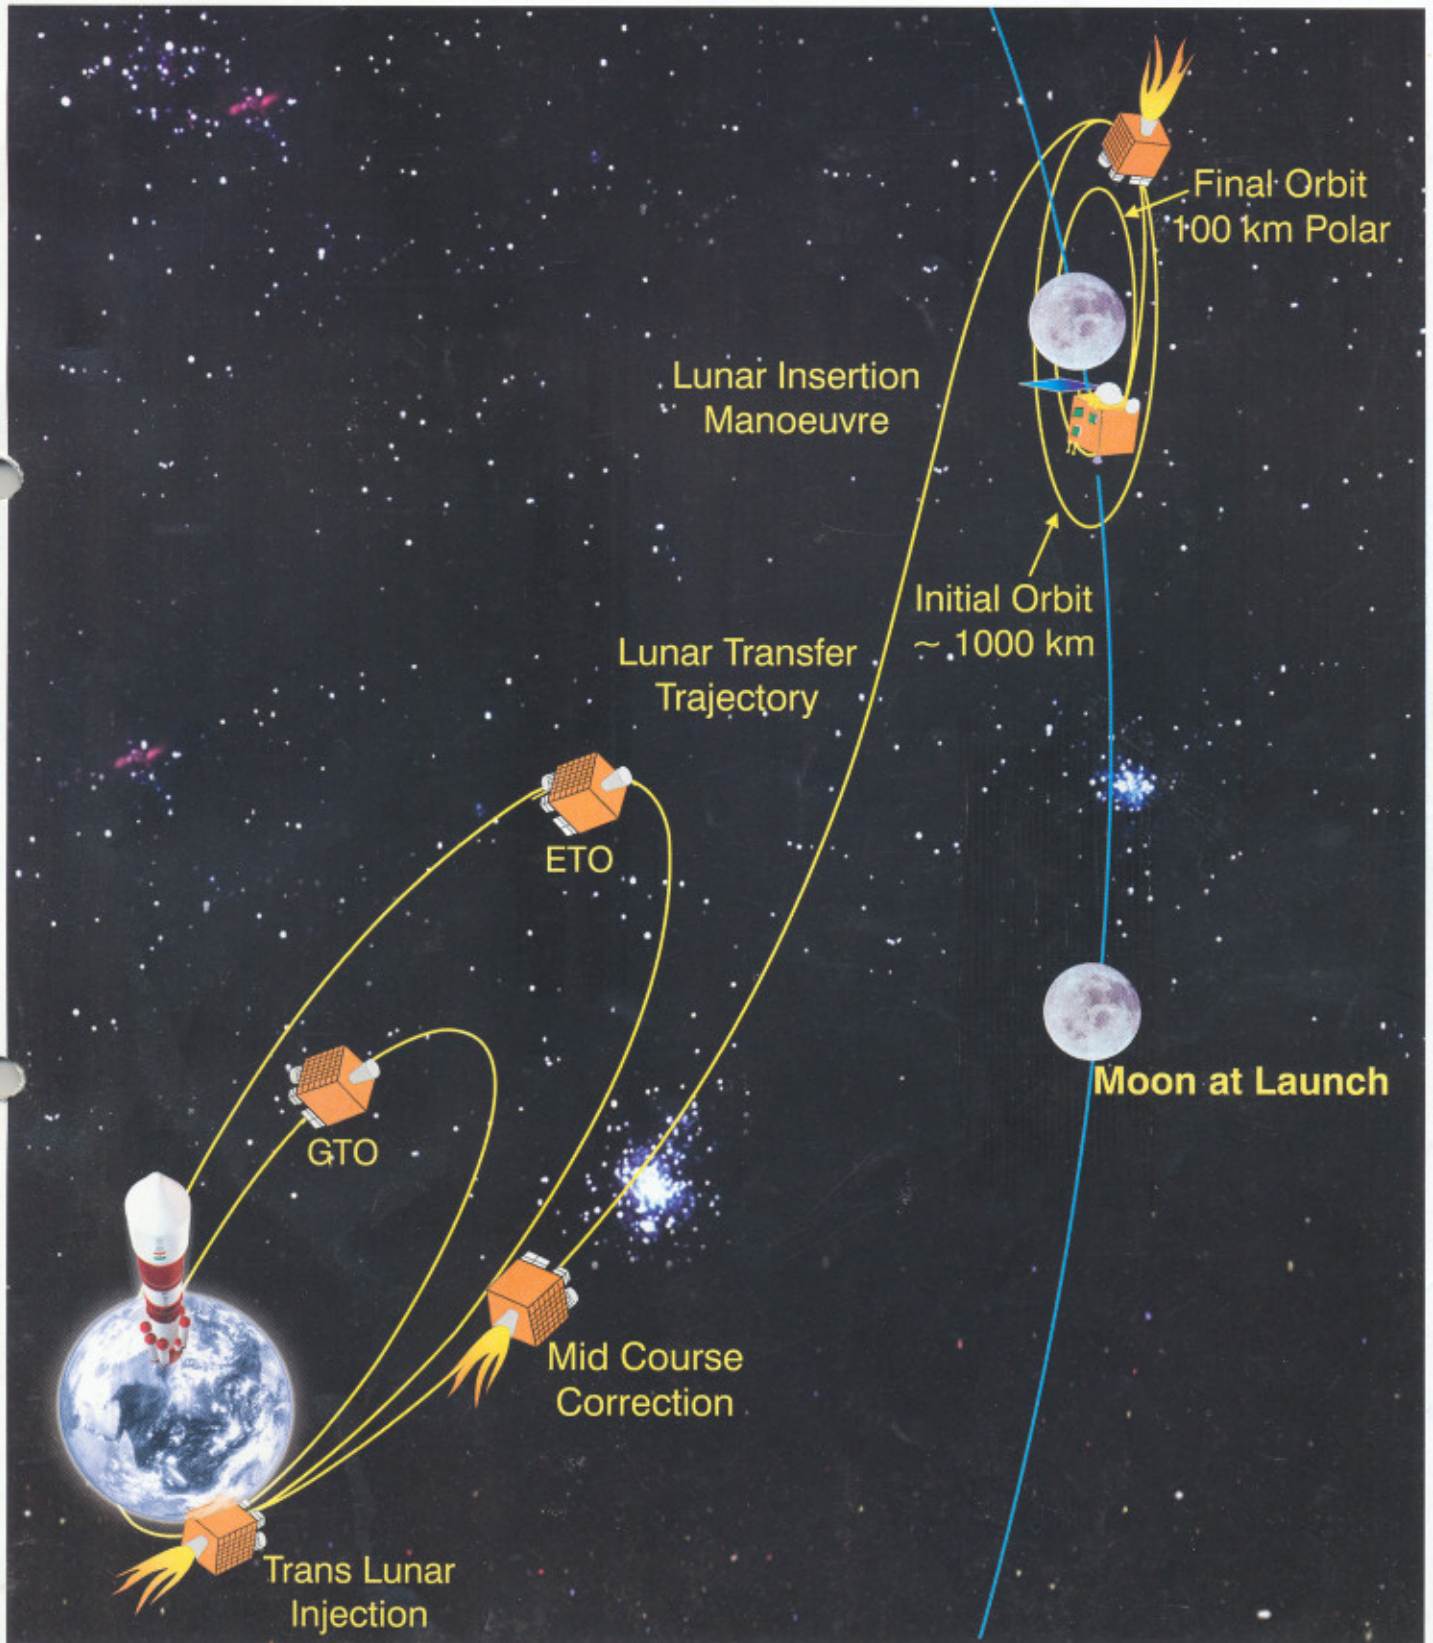 Final Orbit
100 km Polar
Lunar Insertion
Manoeuvre
Initial Orbit
~ 1000 km
Lunar Transfer
Trajectory
ETO
Moon at Launch
GTO
Mid Course
Correction
Trans Lunar
Injection